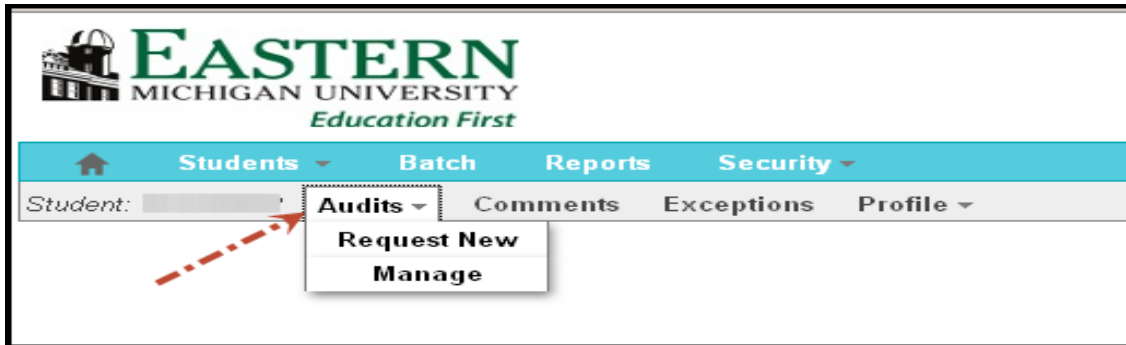 EASTERN
MICHIGAN UNIVERSITY
Education First
Students Batch Reports Security
Student: Audits Comments Exceptions Profile
Request New
Manage